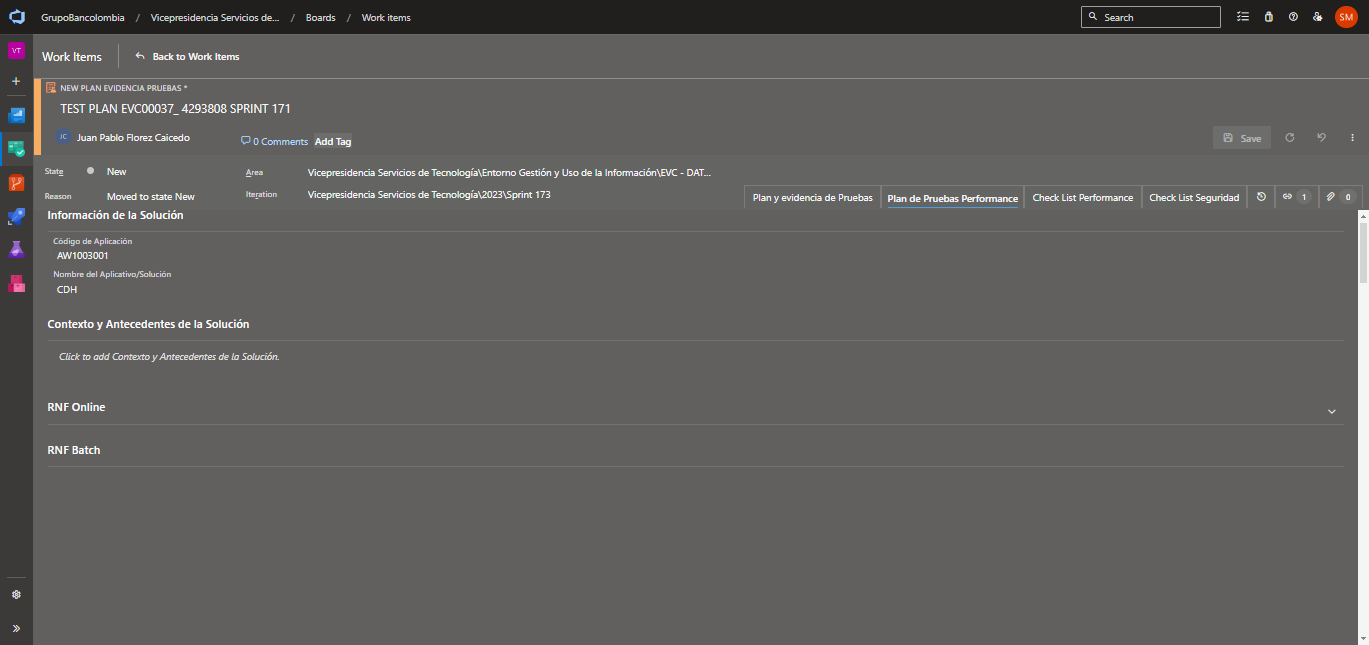 GrupoBancolombia / Vicepresidencia Servicios de... / Boards / Work items
Search
SM
VT
Work Items
Back to Work Items
NEW PLAN EVIDENCIA PRUEBAS *
TEST PLAN EVC00037_ 4293808 SPRINT 171
JC Juan Pablo Florez Caicedo
0 Comments
Add Tag
Save
State New
Area Vicepresidencia Servicios de Tecnología\Entorno Gestión y Uso de la Información\EVC - DAT...
Reason Moved to state New
Iteration Vicepresidencia Servicios de Tecnología\2023\Sprint 173
Plan y evidencia de Pruebas
Plan de Pruebas Performance
Check List Performance
Check List Seguridad
1
0
Información de la Solución
Código de Aplicación
AW1003001
Nombre del Aplicativo/Solución
CDH
Contexto y Antecedentes de la Solución
Click to add Contexto y Antecedentes de la Solución.
RNF Online
RNF Batch